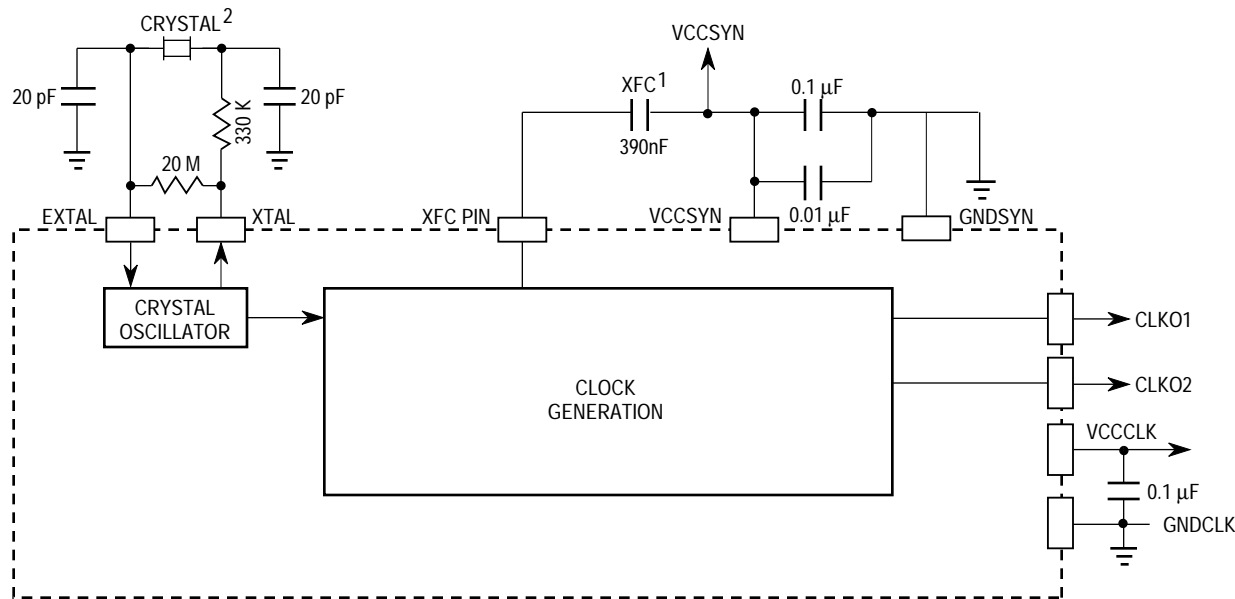 CRYSTAL2
20 pF
20 pF
330 K
20 M
EXTAL
XTAL
VCCSYN
XFC1
390nF
0.1 μF
0.01 μF
XFC PIN
VCCSYN
GNDSYN
CRYSTAL
OSCILLATOR
CLOCK
GENERATION
CLKO1
CLKO2
VCCCLK
0.1 μF
GNDCLK